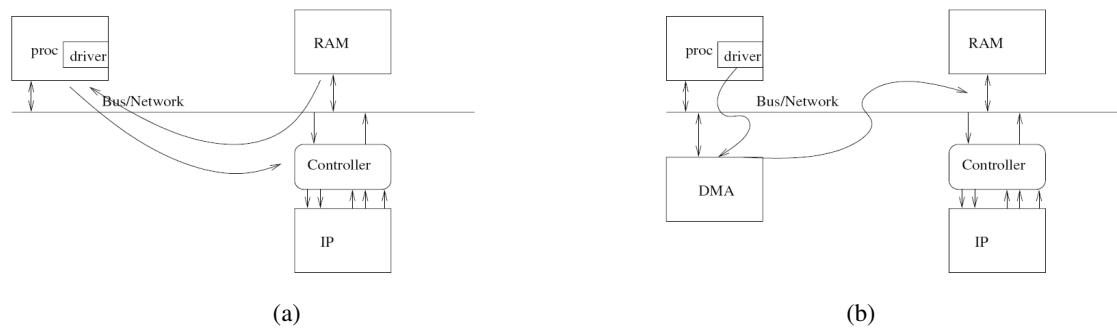 proc
driver
RAM
Bus/Network
Controller
IP
(a)
proc
driver
RAM
Bus/Network
DMA
Controller
IP
(b)